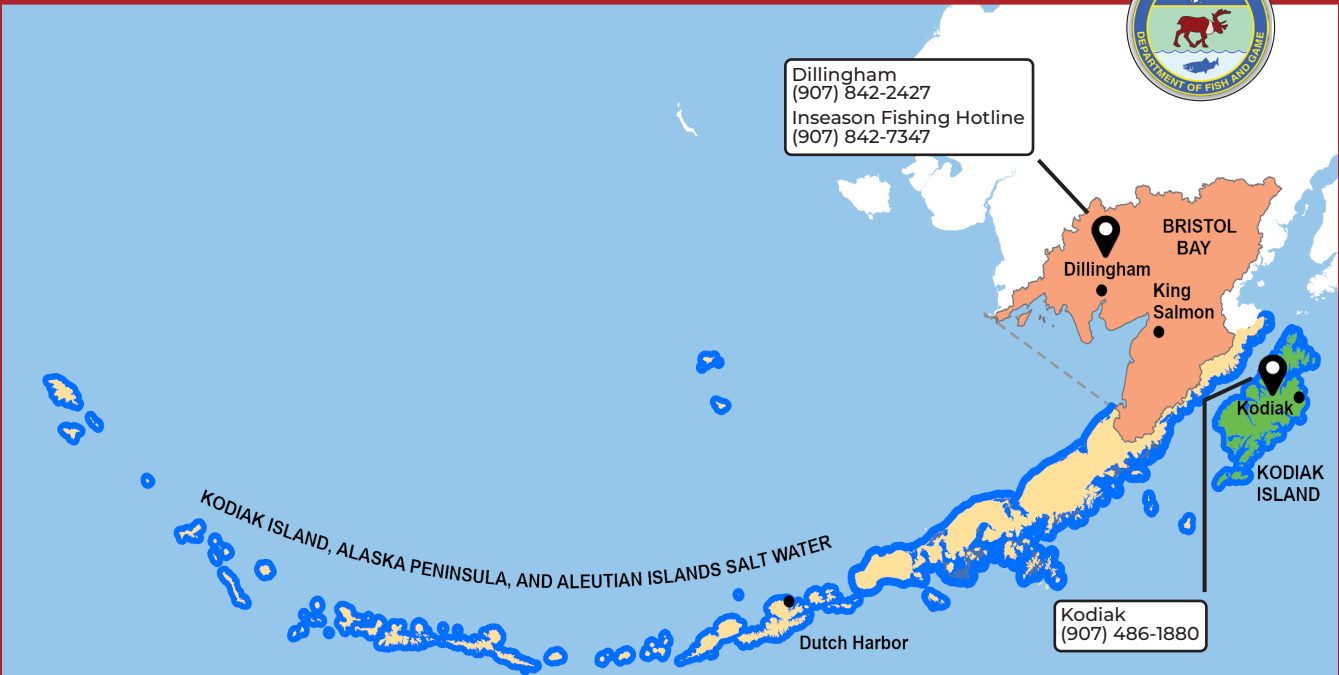 DEPARTMENT OF FISH AND GAME
Dillingham
(907) 842-2427
Inseason Fishing Hotline
(907) 842-7347
BRISTOL
BAY
Dillingham
King
Salmon
Kodiak
KODIAK
ISLAND
KODIAK ISLAND, ALASKA PENINSULA, AND ALEUTIAN ISLANDS SALT WATER
Dutch Harbor
Kodiak
(907) 486-1880